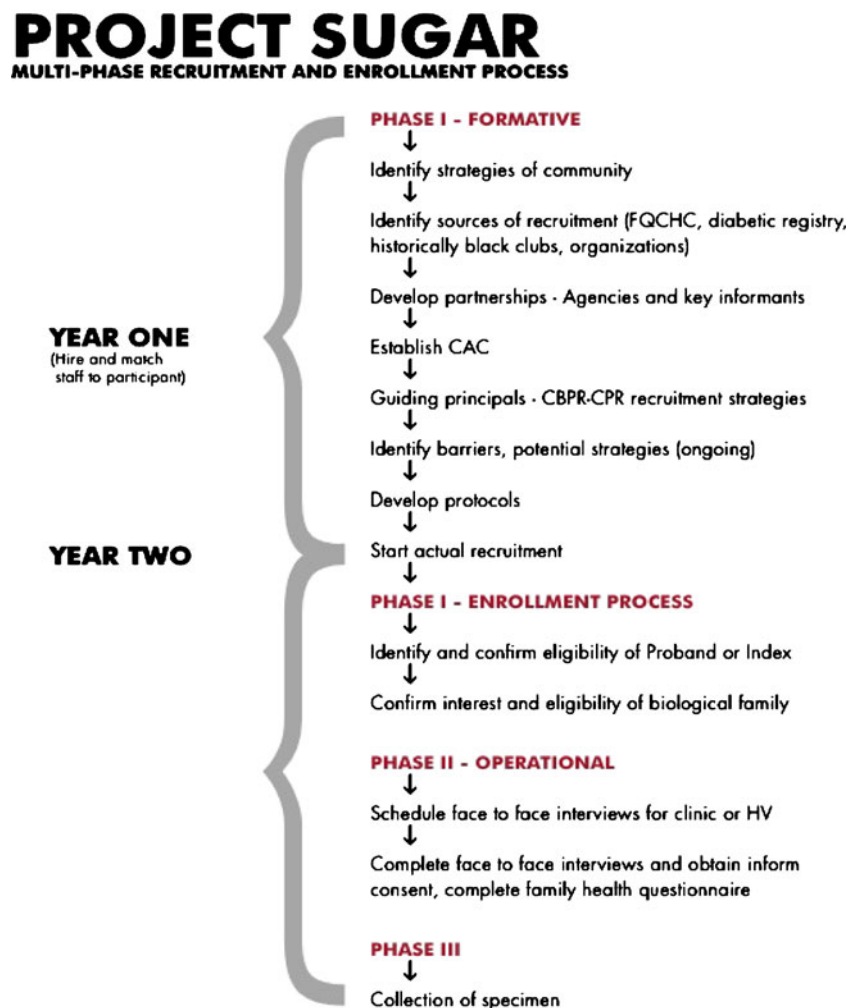 PROJECT SUGAR
MULTI-PHASE RECRUITMENT AND ENROLLMENT PROCESS
PHASE I - FORMATIVE
Identify strategies of community
Identify sources of recruitment (FQCHC, diabetic registry,
historically black clubs, organizations)
Develop partnerships - Agencies and key informants
YEAR ONE
(Hire and match
staff to participant)
Establish CAC
Guiding principals - CBPR-CPR recruitment strategies
Identify barriers, potential strategies (ongoing)
Develop protocols
YEAR TWO
Start actual recruitment
PHASE I - ENROLLMENT PROCESS
Identify and confirm eligibility of Proband or Index
Confirm interest and eligibility of biological family
PHASE II - OPERATIONAL
Schedule face to face interviews for clinic or HV
Complete face to face interviews and obtain inform
consent, complete family health questionnaire
PHASE III
Collection of specimen